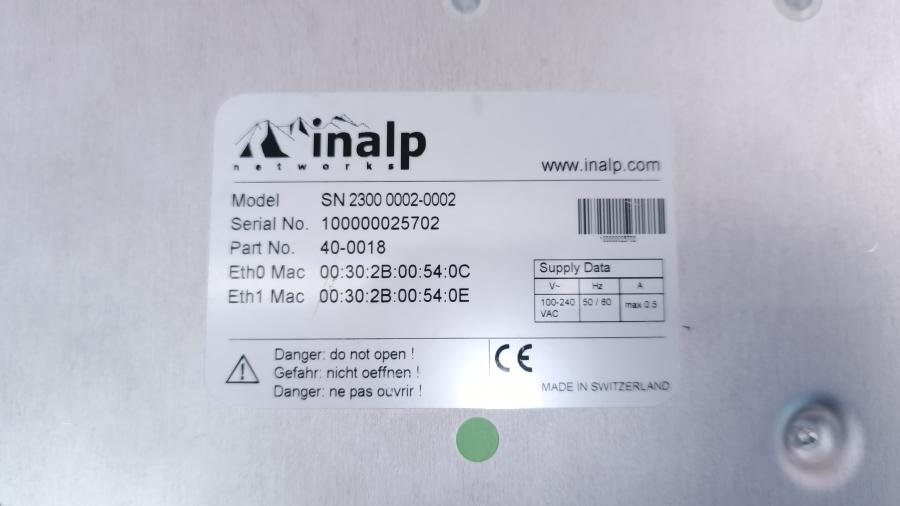 inalp
networks
www.inalp.com
Model SN 2300 0002-0002
Serial No. 100000025702
Part No. 40-0018
Eth0 Mac 00:30:2B:00:54:0C
Eth1 Mac 00:30:2B:00:54:0E
100000025702
Supply Data
V~ Hz A
100-240 VAC 50 / 60 max 0.5
Danger: do not open !
Gefahr: nicht oeffnen !
Danger: ne pas ouvrir !
CE
MADE IN SWITZERLAND